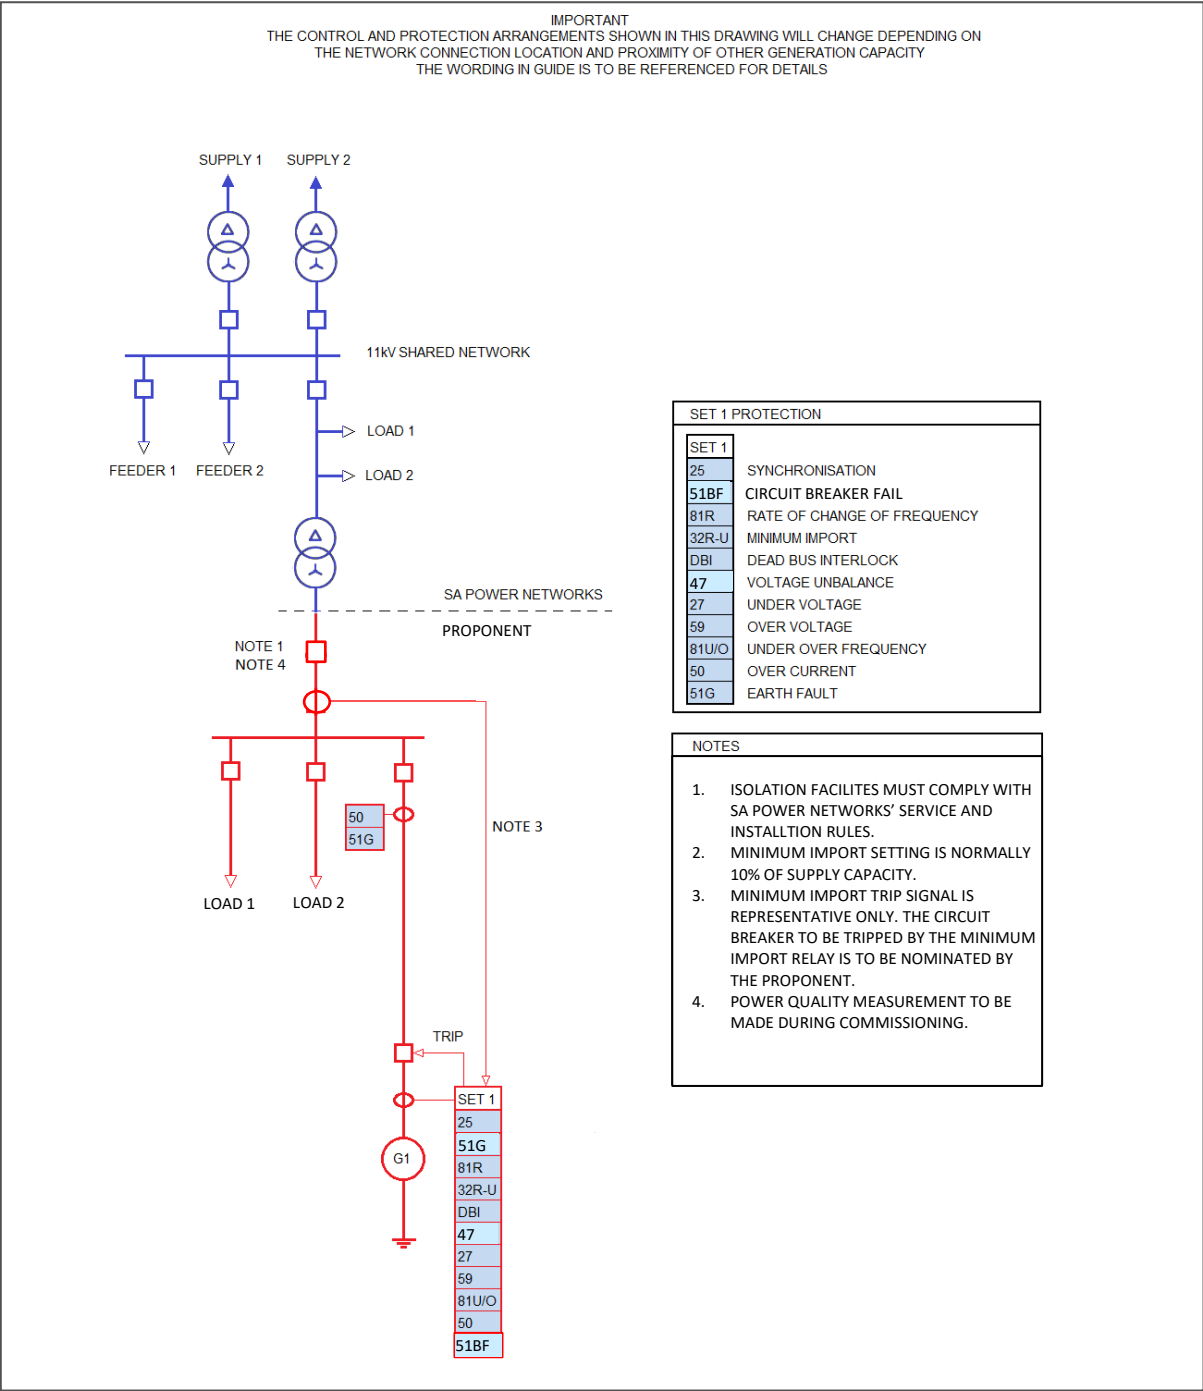 IMPORTANT
THE CONTROL AND PROTECTION ARRANGEMENTS SHOWN IN THIS DRAWING WILL CHANGE DEPENDING ON
THE NETWORK CONNECTION LOCATION AND PROXIMITY OF OTHER GENERATION CAPACITY
THE WORDING IN GUIDE IS TO BE REFERENCED FOR DETAILS
SUPPLY 1
SUPPLY 2
11kV SHARED NETWORK
FEEDER 1
FEEDER 2
LOAD 1
LOAD 2
SA POWER NETWORKS
PROPONENT
NOTE 1
NOTE 4
50
51G
NOTE 3
LOAD 1
LOAD 2
TRIP
G1
SET 1
25
51G
81R
32R-U
DBI
47
27
59
81U/O
50
51BF
SET 1 PROTECTION
SET 1
25 SYNCHRONISATION
51BF CIRCUIT BREAKER FAIL
81R RATE OF CHANGE OF FREQUENCY
32R-U MINIMUM IMPORT
DBI DEAD BUS INTERLOCK
47 VOLTAGE UNBALANCE
27 UNDER VOLTAGE
59 OVER VOLTAGE
81U/O UNDER OVER FREQUENCY
50 OVER CURRENT
51G EARTH FAULT
NOTES
1. ISOLATION FACILITES MUST COMPLY WITH
SA POWER NETWORKS’ SERVICE AND
INSTALLTION RULES.
2. MINIMUM IMPORT SETTING IS NORMALLY
10% OF SUPPLY CAPACITY.
3. MINIMUM IMPORT TRIP SIGNAL IS
REPRESENTATIVE ONLY. THE CIRCUIT
BREAKER TO BE TRIPPED BY THE MINIMUM
IMPORT RELAY IS TO BE NOMINATED BY
THE PROPONENT.
4. POWER QUALITY MEASUREMENT TO BE
MADE DURING COMMISSIONING.